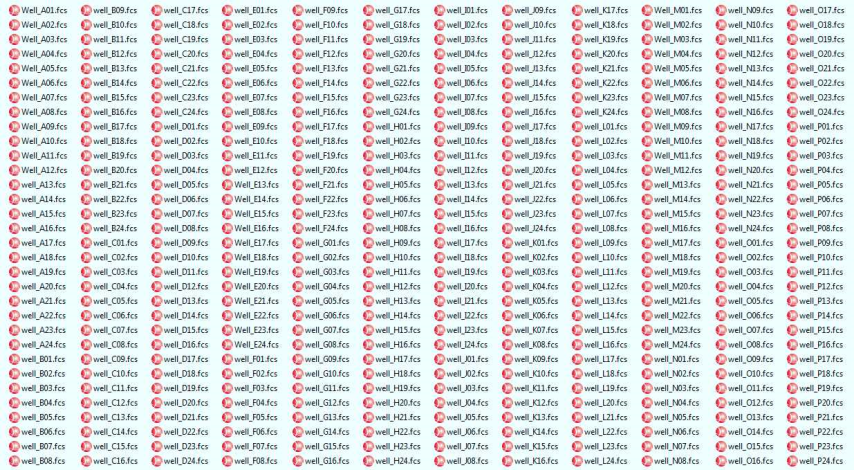 Well_A01.fcs
Well_A02.fcs
Well_A03.fcs
Well_A04.fcs
Well_A05.fcs
Well_A06.fcs
Well_A07.fcs
Well_A08.fcs
Well_A09.fcs
Well_A10.fcs
Well_A11.fcs
Well_A12.fcs
well_A13.fcs
well_A14.fcs
well_A15.fcs
well_A16.fcs
well_A17.fcs
well_A18.fcs
well_A19.fcs
well_A20.fcs
well_A21.fcs
well_A22.fcs
well_A23.fcs
well_A24.fcs
well_B01.fcs
well_B02.fcs
well_B03.fcs
well_B04.fcs
well_B05.fcs
well_B06.fcs
well_B07.fcs
well_B08.fcs
well_B09.fcs
well_B10.fcs
well_B11.fcs
well_B12.fcs
well_B13.fcs
well_B14.fcs
well_B15.fcs
well_B16.fcs
well_B17.fcs
well_B18.fcs
well_B19.fcs
well_B20.fcs
well_B21.fcs
well_B22.fcs
well_B23.fcs
well_B24.fcs
well_C01.fcs
well_C02.fcs
well_C03.fcs
well_C04.fcs
well_C05.fcs
well_C06.fcs
well_C07.fcs
well_C08.fcs
well_C09.fcs
well_C10.fcs
well_C11.fcs
well_C12.fcs
well_C13.fcs
well_C14.fcs
well_C15.fcs
well_C16.fcs
well_C17.fcs
well_C18.fcs
well_C19.fcs
well_C20.fcs
well_C21.fcs
well_C22.fcs
well_C23.fcs
well_C24.fcs
well_D01.fcs
well_D02.fcs
well_D03.fcs
well_D04.fcs
well_D05.fcs
well_D06.fcs
well_D07.fcs
well_D08.fcs
well_D09.fcs
well_D10.fcs
well_D11.fcs
well_D12.fcs
well_D13.fcs
well_D14.fcs
well_D15.fcs
well_D16.fcs
well_D17.fcs
well_D18.fcs
well_D19.fcs
well_D20.fcs
well_D21.fcs
well_D22.fcs
well_D23.fcs
well_D24.fcs
well_E01.fcs
well_E02.fcs
well_E03.fcs
well_E04.fcs
well_E05.fcs
well_E06.fcs
well_E07.fcs
well_E08.fcs
well_E09.fcs
well_E10.fcs
well_E11.fcs
well_E12.fcs
Well_E13.fcs
Well_E14.fcs
Well_E15.fcs
Well_E16.fcs
Well_E17.fcs
Well_E18.fcs
Well_E19.fcs
Well_E20.fcs
Well_E21.fcs
Well_E22.fcs
Well_E23.fcs
Well_E24.fcs
well_F01.fcs
well_F02.fcs
well_F03.fcs
well_F04.fcs
well_F05.fcs
well_F06.fcs
well_F07.fcs
well_F08.fcs
well_F09.fcs
well_F10.fcs
well_F11.fcs
well_F12.fcs
well_F13.fcs
well_F14.fcs
well_F15.fcs
well_F16.fcs
well_F17.fcs
well_F18.fcs
well_F19.fcs
well_F20.fcs
well_F21.fcs
well_F22.fcs
well_F23.fcs
well_F24.fcs
well_G01.fcs
well_G02.fcs
well_G03.fcs
well_G04.fcs
well_G05.fcs
well_G06.fcs
well_G07.fcs
well_G08.fcs
well_G09.fcs
well_G10.fcs
well_G11.fcs
well_G12.fcs
well_G13.fcs
well_G14.fcs
well_G15.fcs
well_G16.fcs
well_G17.fcs
well_G18.fcs
well_G19.fcs
well_G20.fcs
well_G21.fcs
well_G22.fcs
well_G23.fcs
well_G24.fcs
well_H01.fcs
well_H02.fcs
well_H03.fcs
well_H04.fcs
well_H05.fcs
well_H06.fcs
well_H07.fcs
well_H08.fcs
well_H09.fcs
well_H10.fcs
well_H11.fcs
well_H12.fcs
well_H13.fcs
well_H14.fcs
well_H15.fcs
well_H16.fcs
well_H17.fcs
well_H18.fcs
well_H19.fcs
well_H20.fcs
well_H21.fcs
well_H22.fcs
well_H23.fcs
well_H24.fcs
well_I01.fcs
well_I02.fcs
well_I03.fcs
well_I04.fcs
well_I05.fcs
well_I06.fcs
well_I07.fcs
well_I08.fcs
well_I09.fcs
well_I10.fcs
well_I11.fcs
well_I12.fcs
well_I13.fcs
well_I14.fcs
well_I15.fcs
well_I16.fcs
well_I17.fcs
well_I18.fcs
well_I19.fcs
well_I20.fcs
well_I21.fcs
well_I22.fcs
well_I23.fcs
well_I24.fcs
well_J01.fcs
well_J02.fcs
well_J03.fcs
well_J04.fcs
well_J05.fcs
well_J06.fcs
well_J07.fcs
well_J08.fcs
well_J09.fcs
well_J10.fcs
well_J11.fcs
well_J12.fcs
well_J13.fcs
well_J14.fcs
well_J15.fcs
well_J16.fcs
well_J17.fcs
well_J18.fcs
well_J19.fcs
well_J20.fcs
well_J21.fcs
well_J22.fcs
well_J23.fcs
well_J24.fcs
well_K01.fcs
well_K02.fcs
well_K03.fcs
well_K04.fcs
well_K05.fcs
well_K06.fcs
well_K07.fcs
well_K08.fcs
well_K09.fcs
well_K10.fcs
well_K11.fcs
well_K12.fcs
well_K13.fcs
well_K14.fcs
well_K15.fcs
well_K16.fcs
well_K17.fcs
well_K18.fcs
well_K19.fcs
well_K20.fcs
well_K21.fcs
well_K22.fcs
well_K23.fcs
well_K24.fcs
well_L01.fcs
well_L02.fcs
well_L03.fcs
well_L04.fcs
well_L05.fcs
well_L06.fcs
well_L07.fcs
well_L08.fcs
well_L09.fcs
well_L10.fcs
well_L11.fcs
well_L12.fcs
well_L13.fcs
well_L14.fcs
well_L15.fcs
well_L16.fcs
well_L17.fcs
well_L18.fcs
well_L19.fcs
well_L20.fcs
well_L21.fcs
well_L22.fcs
well_L23.fcs
well_L24.fcs
Well_M01.fcs
Well_M02.fcs
Well_M03.fcs
Well_M04.fcs
Well_M05.fcs
Well_M06.fcs
Well_M07.fcs
Well_M08.fcs
Well_M09.fcs
Well_M10.fcs
Well_M11.fcs
Well_M12.fcs
well_M13.fcs
well_M14.fcs
well_M15.fcs
well_M16.fcs
well_M17.fcs
well_M18.fcs
well_M19.fcs
well_M20.fcs
well_M21.fcs
well_M22.fcs
well_M23.fcs
well_M24.fcs
well_N01.fcs
well_N02.fcs
well_N03.fcs
well_N04.fcs
well_N05.fcs
well_N06.fcs
well_N07.fcs
well_N08.fcs
well_N09.fcs
well_N10.fcs
well_N11.fcs
well_N12.fcs
well_N13.fcs
well_N14.fcs
well_N15.fcs
well_N16.fcs
well_N17.fcs
well_N18.fcs
well_N19.fcs
well_N20.fcs
well_N21.fcs
well_N22.fcs
well_N23.fcs
well_N24.fcs
well_O01.fcs
well_O02.fcs
well_O03.fcs
well_O04.fcs
well_O05.fcs
well_O06.fcs
well_O07.fcs
well_O08.fcs
well_O09.fcs
well_O10.fcs
well_O11.fcs
well_O12.fcs
well_O13.fcs
well_O14.fcs
well_O15.fcs
well_O16.fcs
well_O17.fcs
well_O18.fcs
well_O19.fcs
well_O20.fcs
well_O21.fcs
well_O22.fcs
well_O23.fcs
well_O24.fcs
well_P01.fcs
well_P02.fcs
well_P03.fcs
well_P04.fcs
well_P05.fcs
well_P06.fcs
well_P07.fcs
well_P08.fcs
well_P09.fcs
well_P10.fcs
well_P11.fcs
well_P12.fcs
well_P13.fcs
well_P14.fcs
well_P15.fcs
well_P16.fcs
well_P17.fcs
well_P18.fcs
well_P19.fcs
well_P20.fcs
well_P21.fcs
well_P22.fcs
well_P23.fcs
well_P24.fcs